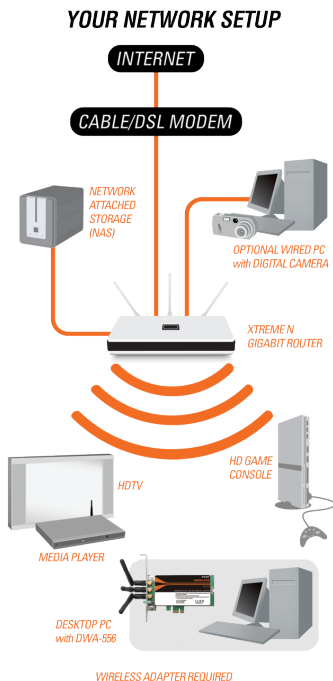 YOUR NETWORK SETUP
INTERNET
CABLE/DSL MODEM
NETWORK
ATTACHED
STORAGE
(NAS)
OPTIONAL WIRED PC
with DIGITAL CAMERA
XTREME N
GIGABIT ROUTER
HDTV
HD GAME
CONSOLE
MEDIA PLAYER
DESKTOP PC
with DWA-556
WIRELESS ADAPTER REQUIRED